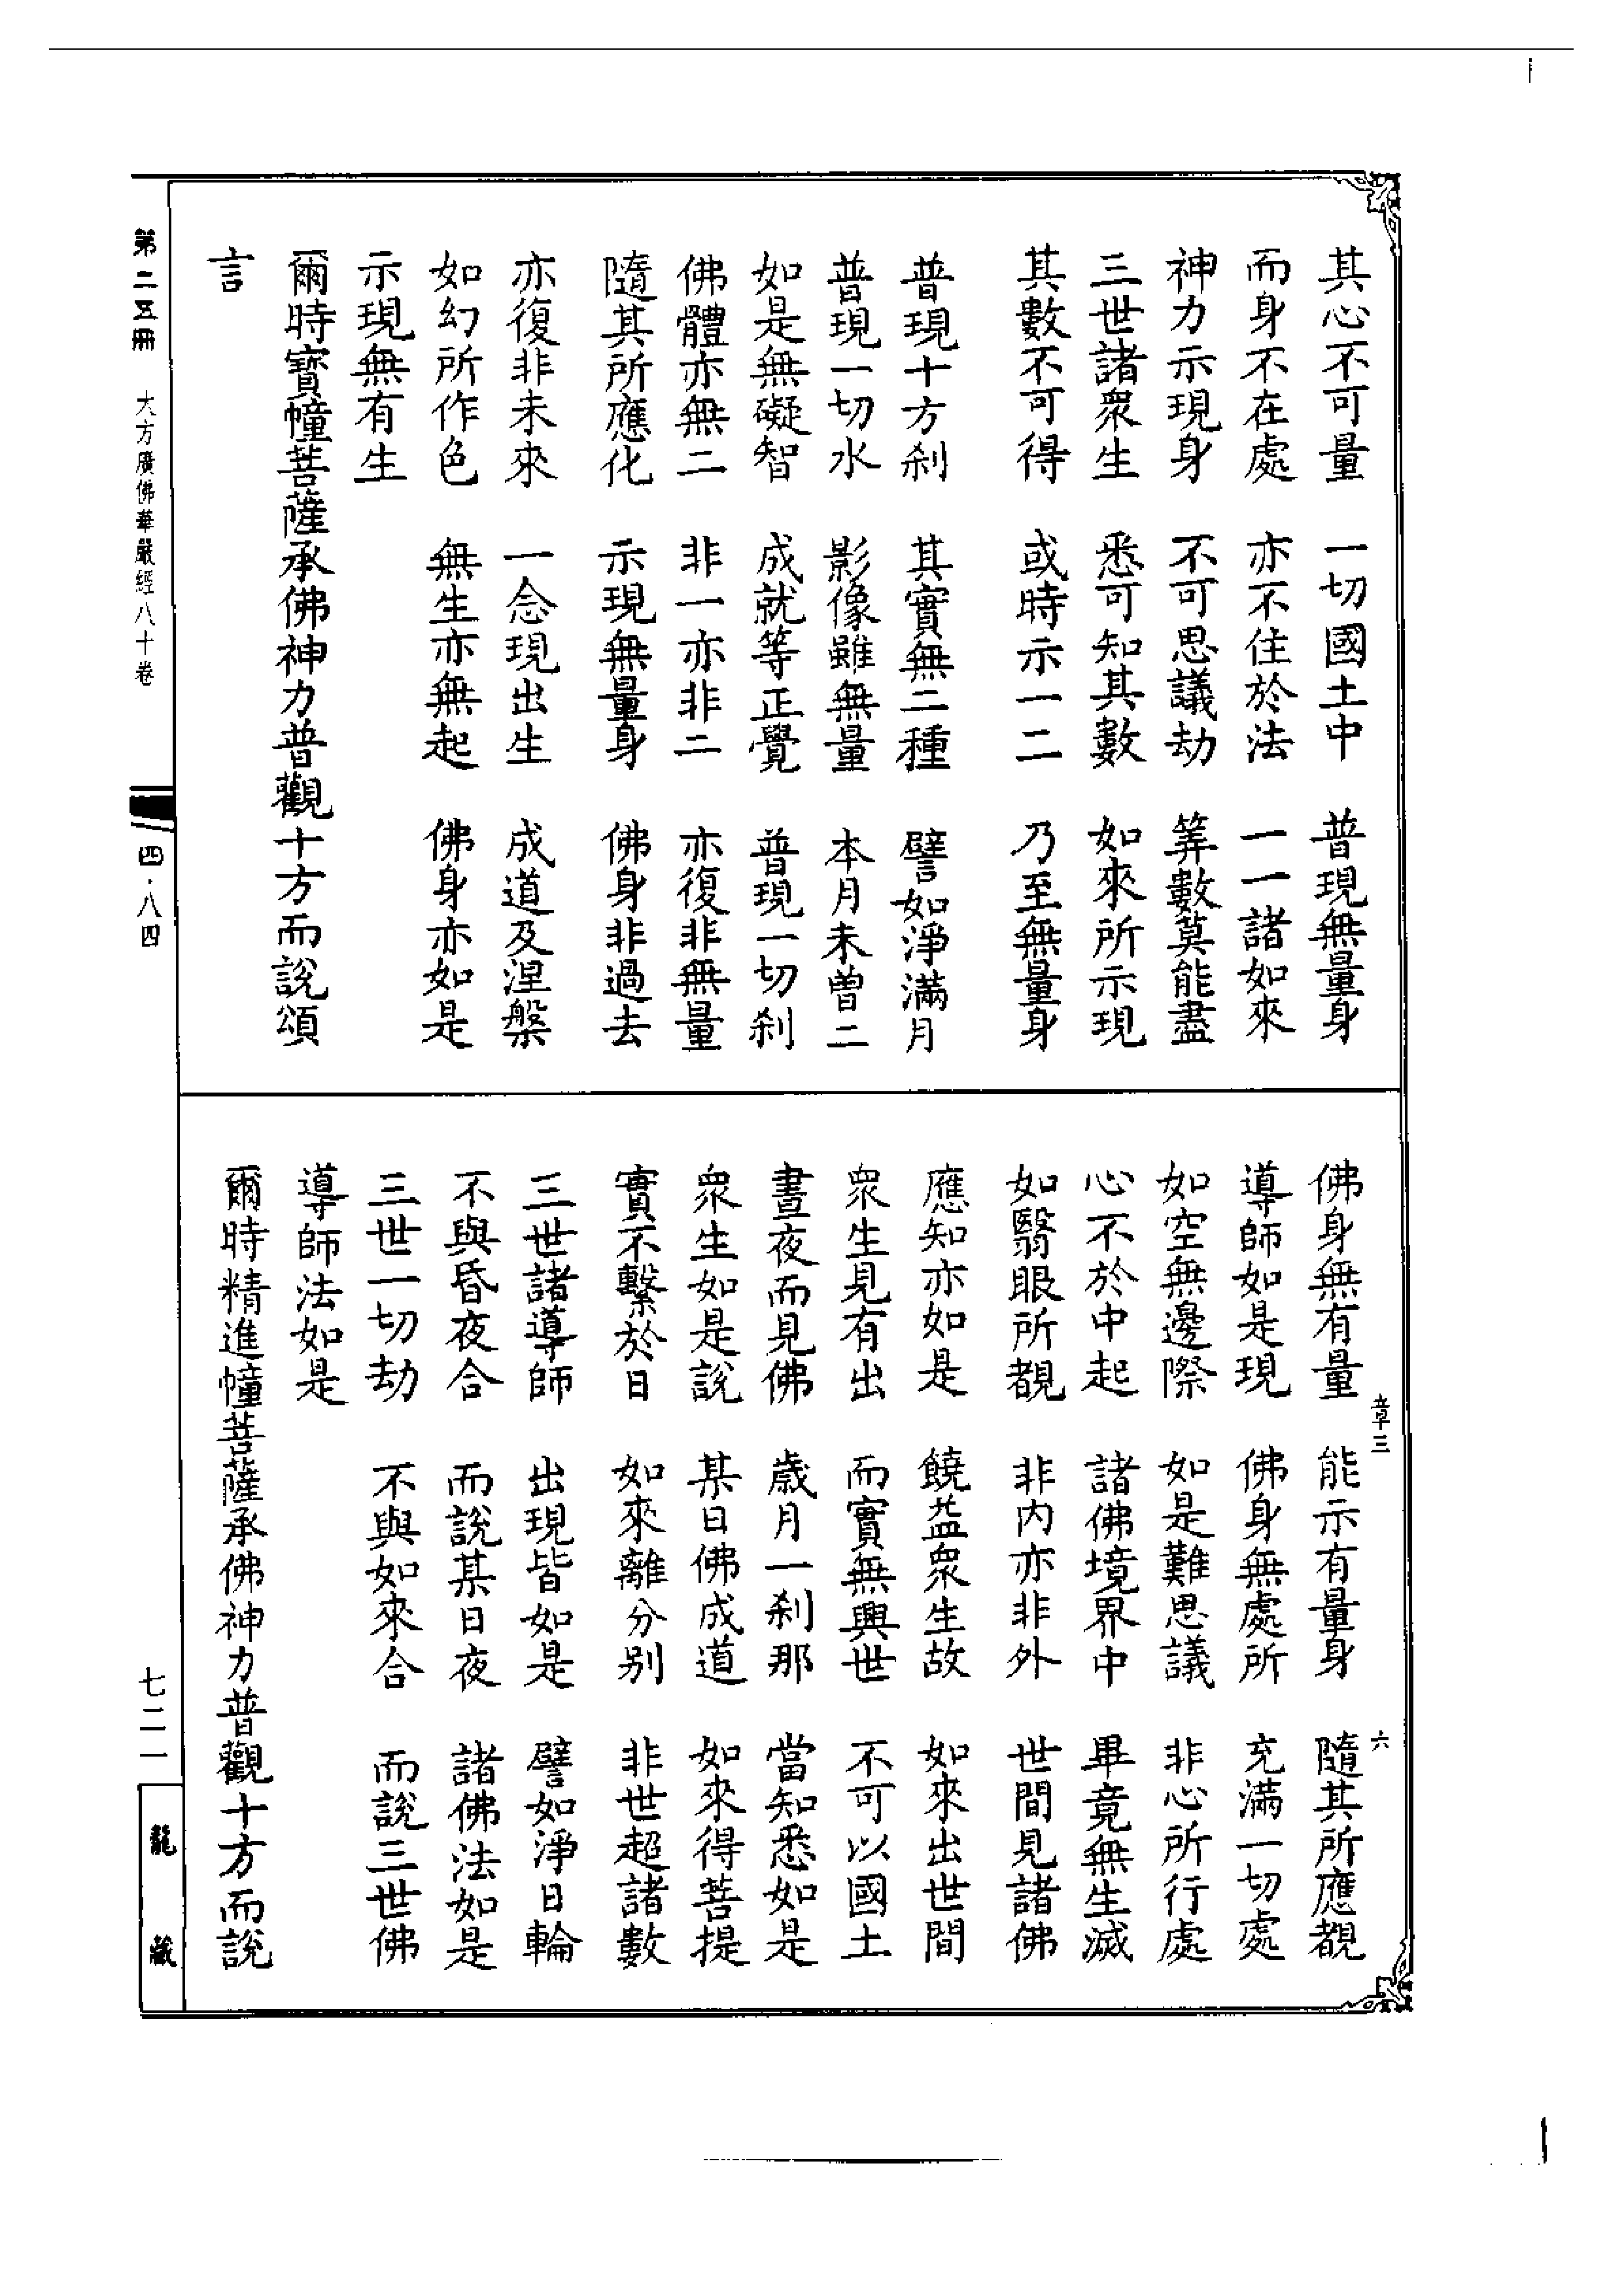 其心不可量　一切國土中　普現無量身
而身不在處　亦不住於法　一一諸如來
神力示現身　不可思議劫　筭數莫能盡
三世諸衆生　悉可知其數　如來所示現
其數不可得　或時示一二　乃至無量身
普現十方刹　其實無二種　譬如淨滿月
普現一切水　影像雖無量　本月未曾二
如是無礙智　成就等正覺　普現一切刹
佛體亦無二　非一亦非二　亦復非無量
隨其所應化　示現無量身　佛身非過去
亦復非未來　一念現出生　成道及涅槃
如幻所作色　無生亦無起　佛身亦如是
示現無有生
爾時寶幢菩薩承佛神力普觀十方而說頌
言
佛身無有量　能示有量身　隨其所應覩
導師如是現　佛身無處所　充滿一切處
如空無邊際　如是難思議　非心所行處
心不於中起　諸佛境界中　畢竟無生滅
如翳眼所覩　非内亦非外　世間見諸佛
應知亦如是　饒益衆生故　如來出世間
衆生見有出　而實無興世　不可以國土
晝夜而見佛　歲月一刹那　當知悉如是
衆生如是說　某日佛成道　如來得菩提
實不繫於日　如來離分别　非世超諸數
三世諸導師　出現皆如是　譬如淨日輪
不與昏夜合　而說某日夜　諸佛法如是
三世一切劫　不與如來合　而說三世佛
導師法如是
爾時精進幢菩薩承佛神力普觀十方而說
章三　六
第二五冊　大方廣佛華嚴經八十卷
四·八四
七二一
龍藏